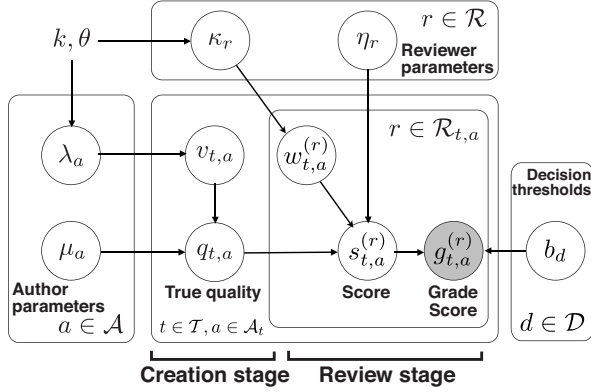 k, θ
κ_r
η_r
r ∈ ℛ
Reviewer
parameters
λ_a
v_{t,a}
w_{t,a}^{(r)}
r ∈ ℛ_{t,a}
Decision
thresholds
μ_a
q_{t,a}
s_{t,a}^{(r)}
g_{t,a}^{(r)}
b_d
Author
parameters
a ∈ 𝒜
True quality
t ∈ 𝒯, a ∈ 𝒜_t
Score
Grade
Score
d ∈ 𝒟
Creation stage
Review stage